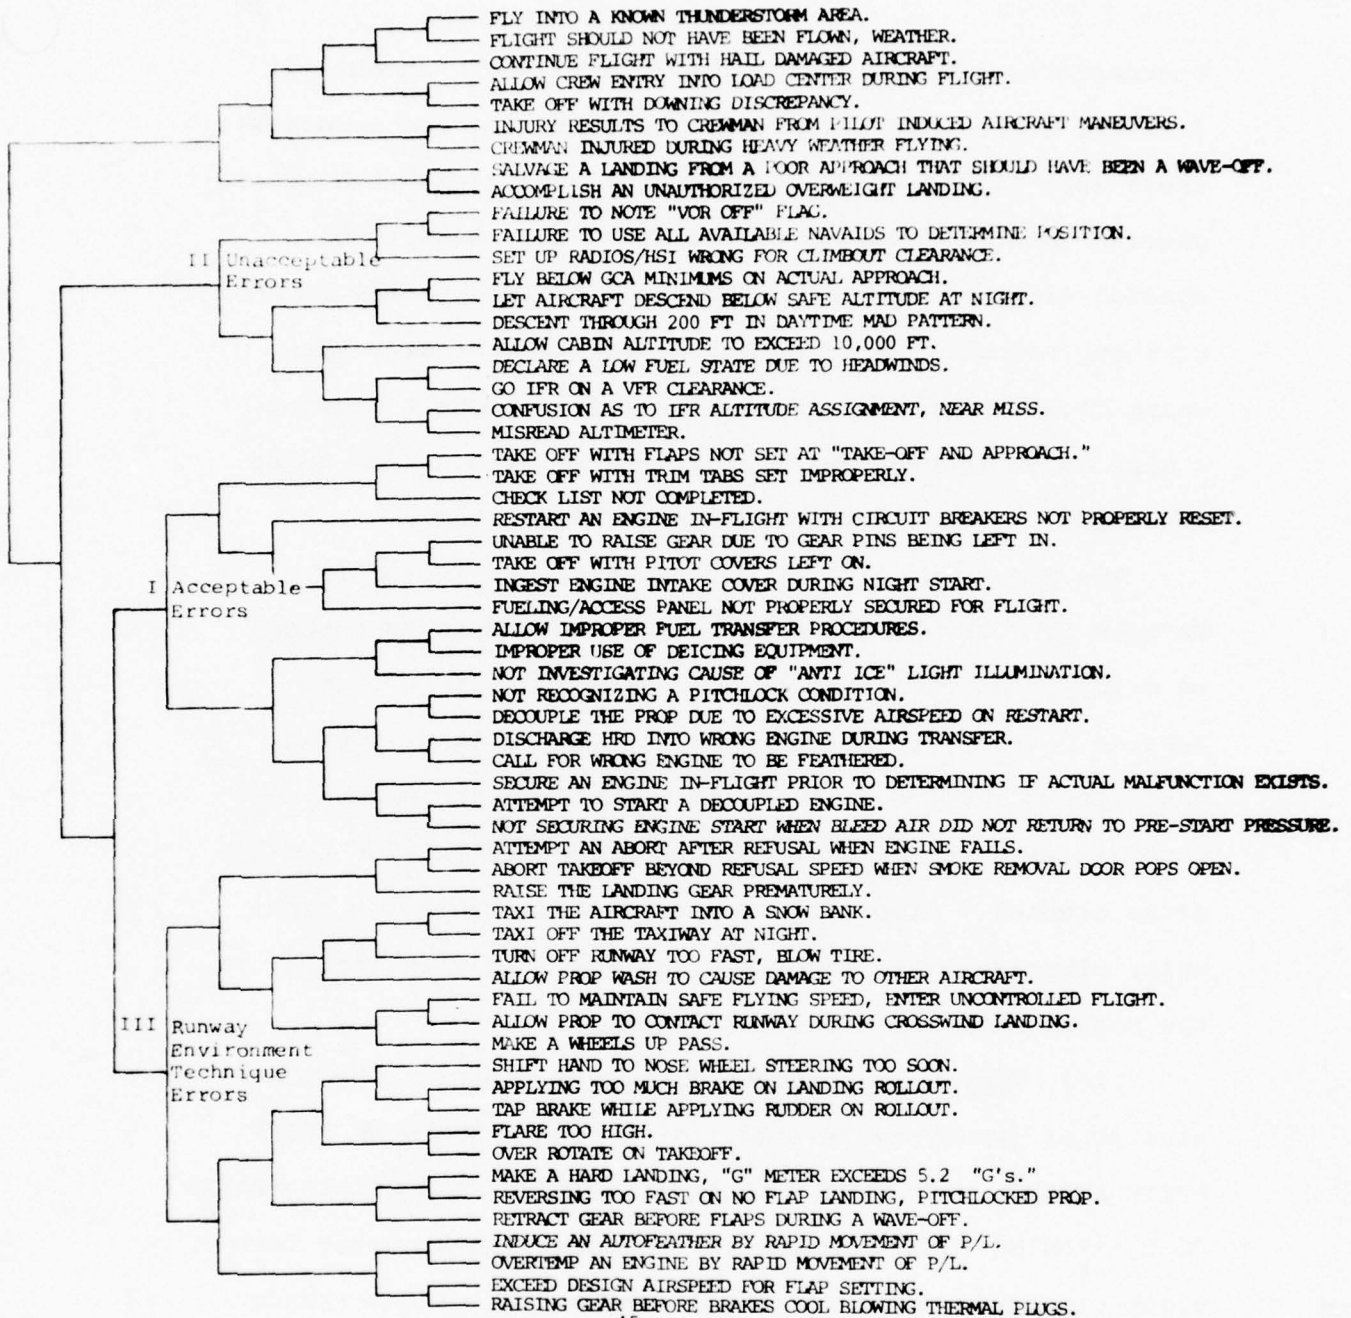 FLY INTO A KNOWN THUNDERSTORM AREA.
FLIGHT SHOULD NOT HAVE BEEN FLOWN, WEATHER.
CONTINUE FLIGHT WITH HAIL DAMAGED AIRCRAFT.
ALLOW CREW ENTRY INTO LOAD CENTER DURING FLIGHT.
TAKE OFF WITH DOWNING DISCREPANCY.
INJURY RESULTS TO CREWMAN FROM PILOT INDUCED AIRCRAFT MANEUVERS.
CREWMAN INJURED DURING HEAVY WEATHER FLYING.
SALVAGE A LANDING FROM A POOR APPROACH THAT SHOULD HAVE BEEN A WAVE-OFF.
ACCOMPLISH AN UNAUTHORIZED OVERWEIGHT LANDING.
FAILURE TO NOTE "VOR OFF" FLAG.
FAILURE TO USE ALL AVAILABLE NAVAIDS TO DETERMINE POSITION.
II Unacceptable
Errors
SET UP RADIOS/HSI WRONG FOR CLIMBOUT CLEARANCE.
FLY BELOW GCA MINIMUMS ON ACTUAL APPROACH.
LET AIRCRAFT DESCEND BELOW SAFE ALTITUDE AT NIGHT.
DESCENT THROUGH 200 FT IN DAYTIME MAD PATTERN.
ALLOW CABIN ALTITUDE TO EXCEED 10,000 FT.
DECLARE A LOW FUEL STATE DUE TO HEADWINDS.
GO IFR ON A VFR CLEARANCE.
CONFUSION AS TO IFR ALTITUDE ASSIGNMENT, NEAR MISS.
MISREAD ALTIMETER.
TAKE OFF WITH FLAPS NOT SET AT "TAKE-OFF AND APPROACH."
TAKE OFF WITH TRIM TABS SET IMPROPERLY.
CHECK LIST NOT COMPLETED.
RESTART AN ENGINE IN-FLIGHT WITH CIRCUIT BREAKERS NOT PROPERLY RESET.
UNABLE TO RAISE GEAR DUE TO GEAR PINS BEING LEFT IN.
TAKE OFF WITH PITOT COVERS LEFT ON.
I Acceptable
Errors
INGEST ENGINE INTAKE COVER DURING NIGHT START.
FUELING/ACCESS PANEL NOT PROPERLY SECURED FOR FLIGHT.
ALLOW IMPROPER FUEL TRANSFER PROCEDURES.
IMPROPER USE OF DEICING EQUIPMENT.
NOT INVESTIGATING CAUSE OF "ANTI ICE" LIGHT ILLUMINATION.
NOT RECOGNIZING A PITCHLOCK CONDITION.
DECOUPLE THE PROP DUE TO EXCESSIVE AIRSPEED ON RESTART.
DISCHARGE HRD INTO WRONG ENGINE DURING TRANSFER.
CALL FOR WRONG ENGINE TO BE FEATHERED.
SECURE AN ENGINE IN-FLIGHT PRIOR TO DETERMINING IF ACTUAL MALFUNCTION EXISTS.
ATTEMPT TO START A DECOUPLED ENGINE.
NOT SECURING ENGINE START WHEN BLEED AIR DID NOT RETURN TO PRE-START PRESSURE.
ATTEMPT AN ABORT AFTER REFUSAL WHEN ENGINE FAILS.
ABORT TAKEOFF BEYOND REFUSAL SPEED WHEN SMOKE REMOVAL DOOR POPS OPEN.
RAISE THE LANDING GEAR PREMATURELY.
TAXI THE AIRCRAFT INTO A SNOW BANK.
TAXI OFF THE TAXIWAY AT NIGHT.
TURN OFF RUNWAY TOO FAST, BLOW TIRE.
ALLOW PROP WASH TO CAUSE DAMAGE TO OTHER AIRCRAFT.
FAIL TO MAINTAIN SAFE FLYING SPEED, ENTER UNCONTROLLED FLIGHT.
III Runway
Environment
Technique
Errors
ALLOW PROP TO CONTACT RUNWAY DURING CROSSWIND LANDING.
MAKE A WHEELS UP PASS.
SHIFT HAND TO NOSE WHEEL STEERING TOO SOON.
APPLYING TOO MUCH BRAKE ON LANDING ROLLOUT.
TAP BRAKE WHILE APPLYING RUDDER ON ROLLOUT.
FLARE TOO HIGH.
OVER ROTATE ON TAKEOFF.
MAKE A HARD LANDING, "G" METER EXCEEDS 5.2 "G's."
REVERSING TOO FAST ON NO FLAP LANDING, PITCHLOCKED PROP.
RETRACT GEAR BEFORE FLAPS DURING A WAVE-OFF.
INDUCE AN AUTOFEATHER BY RAPID MOVEMENT OF P/L.
OVERTEMP AN ENGINE BY RAPID MOVEMENT OF P/L.
EXCEED DESIGN AIRSPEED FOR FLAP SETTING.
RAISING GEAR BEFORE BRAKES COOL BLOWING THERMAL PLUGS.